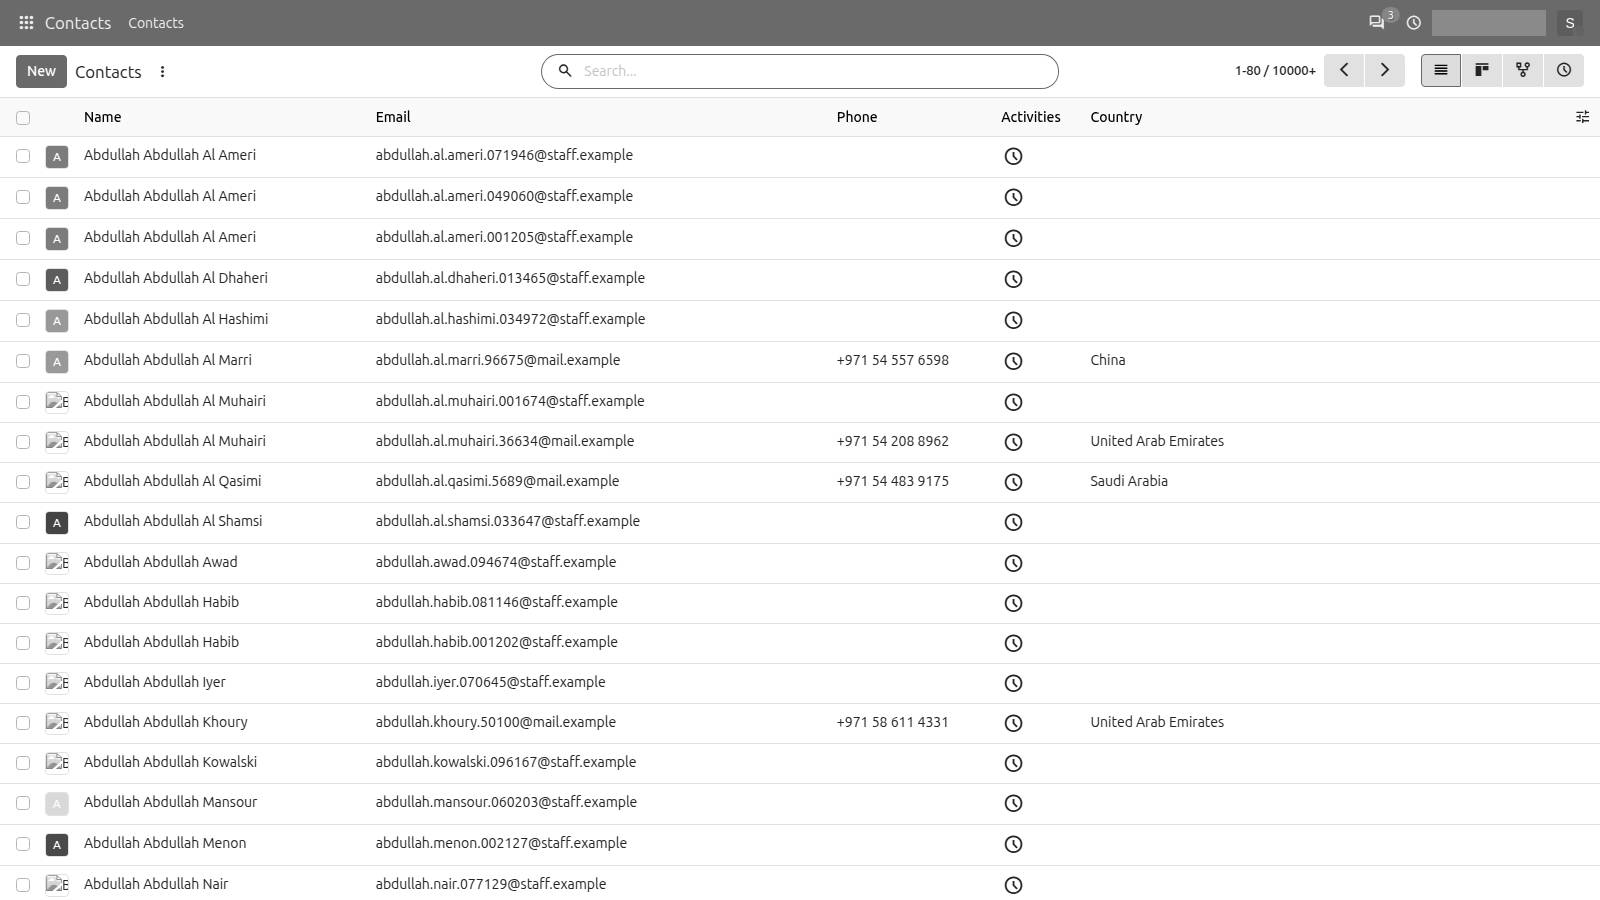 Contacts Contacts 3 S
New Contacts Search... 1-80 / 10000+
Name Email Phone Activities Country
A Abdullah Abdullah Al Ameri abdullah.al.ameri.071946@staff.example
A Abdullah Abdullah Al Ameri abdullah.al.ameri.049060@staff.example
A Abdullah Abdullah Al Ameri abdullah.al.ameri.001205@staff.example
A Abdullah Abdullah Al Dhaheri abdullah.al.dhaheri.013465@staff.example
A Abdullah Abdullah Al Hashimi abdullah.al.hashimi.034972@staff.example
A Abdullah Abdullah Al Marri abdullah.al.marri.96675@mail.example +971 54 557 6598 China
Abdullah Abdullah Al Muhairi abdullah.al.muhairi.001674@staff.example
Abdullah Abdullah Al Muhairi abdullah.al.muhairi.36634@mail.example +971 54 208 8962 United Arab Emirates
Abdullah Abdullah Al Qasimi abdullah.al.qasimi.5689@mail.example +971 54 483 9175 Saudi Arabia
A Abdullah Abdullah Al Shamsi abdullah.al.shamsi.033647@staff.example
Abdullah Abdullah Awad abdullah.awad.094674@staff.example
Abdullah Abdullah Habib abdullah.habib.081146@staff.example
Abdullah Abdullah Habib abdullah.habib.001202@staff.example
Abdullah Abdullah Iyer abdullah.iyer.070645@staff.example
Abdullah Abdullah Khoury abdullah.khoury.50100@mail.example +971 58 611 4331 United Arab Emirates
Abdullah Abdullah Kowalski abdullah.kowalski.096167@staff.example
A Abdullah Abdullah Mansour abdullah.mansour.060203@staff.example
A Abdullah Abdullah Menon abdullah.menon.002127@staff.example
Abdullah Abdullah Nair abdullah.nair.077129@staff.example